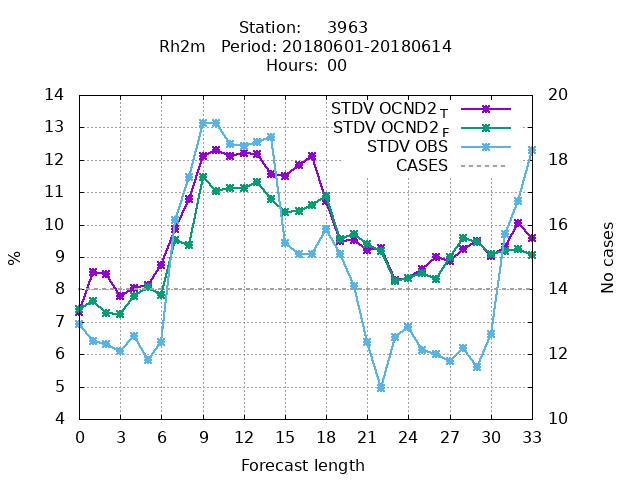 Station: 3963
Rh2m Period: 20180601-20180614
Hours: 00
14 20
STDV OCND2 T
13
STDV OCND2 F
STDV OBS
12 18
CASES
11
10 16
%
9
No cases
8 14
7
6 12
5
4 10
0 3 6 9 12 15 18 21 24 27 30 33
Forecast length